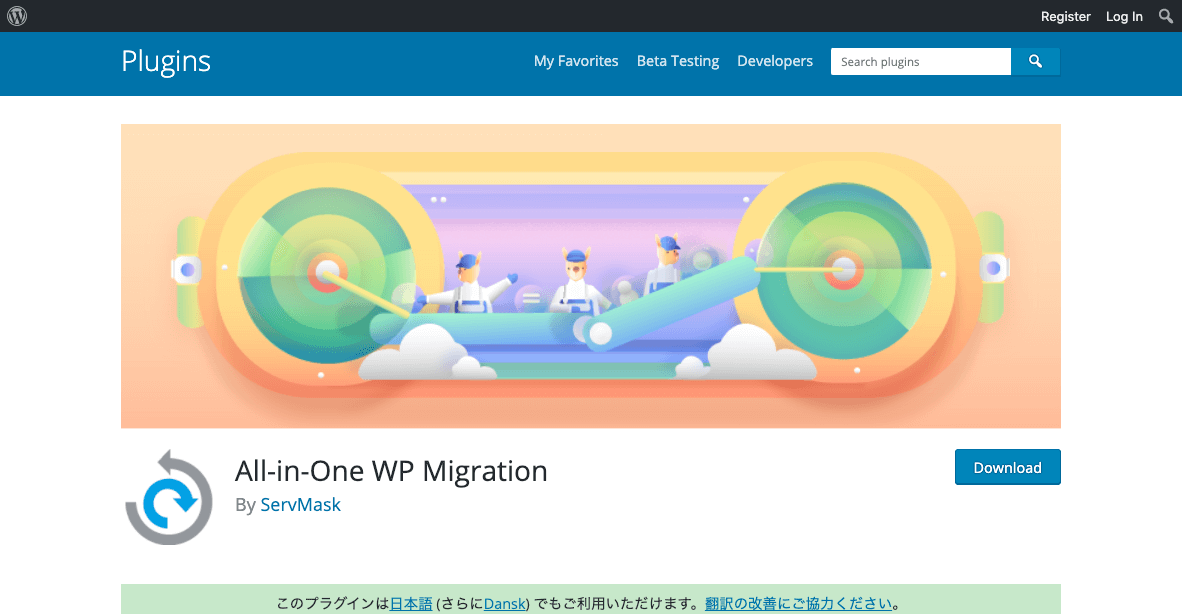 Register Log In
Plugins My Favorites Beta Testing Developers Search plugins
All-in-One WP Migration Download
By ServMask
このプラグインは日本語 (さらにDansk) でもご利用いただけます。翻訳の改善にご協力ください。